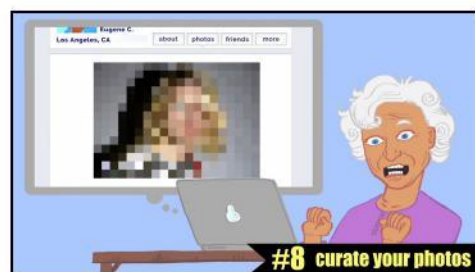 Eugene C.
Los Angeles, CA
about photos friends more
#8 curate your photos